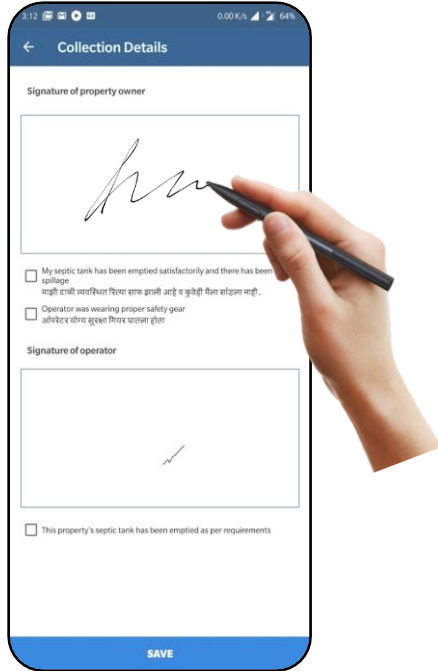 3:12 0.00 K/s 64%
Collection Details
Signature of property owner
My septic tank has been emptied satisfactorily and there has been
spillage
माझी टाकी व्यवस्थित रित्या साफ झाली आहे व कुठेही मैला सांडला नाही.
Operator was wearing proper safety gear
ऑपरेटर योग्य सुरक्षा गियर घातला होता
Signature of operator
This property's septic tank has been emptied as per requirements
SAVE